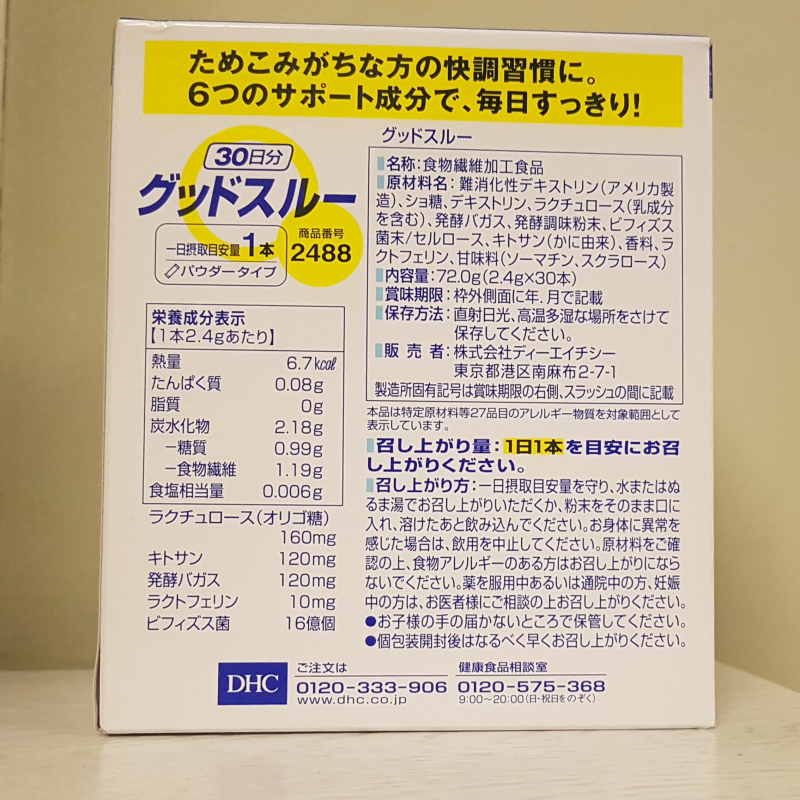 ためこみがちな方の快調習慣に。
6つのサポート成分で、毎日すっきり!
30日分
グッドスルー
一日摂取目安量1本
パウダータイプ
商品番号
2488
栄養成分表示
【1本2.4gあたり】
熱量 6.7kcal
たんぱく質 0.08g
脂質 0g
炭水化物 2.18g
−糖質 0.99g
−食物繊維 1.19g
食塩相当量 0.006g
ラクチュロース(オリゴ糖)
160mg
キトサン 120mg
発酵バガス 120mg
ラクトフェリン 10mg
ビフィズス菌 16億個
グッドスルー
名称:食物繊維加工食品
原材料名:難消化性デキストリン(アメリカ製
造)、ショ糖、デキストリン、ラクチュロース(乳成分
を含む)、発酵バガス、発酵調味粉末、ビフィズス
菌末/セルロース、キトサン(かに由来)、香料、ラ
クトフェリン、甘味料(ソーマチン、スクラロース)
内容量:72.0g(2.4g×30本)
賞味期限:枠外側面に年.月で記載
保存方法:直射日光、高温多湿な場所をさけて
保存してください。
販売者:株式会社ディーエイチシー
東京都港区南麻布2-7-1
製造所固有記号は賞味期限の右側、スラッシュの間に記載
本品は特定原材料等27品目のアレルギー物質を対象範囲として
表示しています。
召し上がり量:1日1本を目安にお召
し上がりください。
召し上がり方:一日摂取目安量を守り、水またはぬ
るま湯でお召し上がりいただくか、粉末をそのまま口に
入れ、溶けたあと飲み込んでください。お身体に異常を
感じた場合は、飲用を中止してください。原材料をご確
認の上、食物アレルギーのある方はお召し上がりになら
ないでください。薬を服用中あるいは通院中の方、妊娠
中の方は、お医者様にご相談の上お召し上がりください。
●お子様の手の届かないところで保管してください。
●個包装開封後はなるべく早くお召し上がりください。
DHC
ご注文は
0120-333-906
www.dhc.co.jp
健康食品相談室
0120-575-368
9:00〜20:00(日・祝日をのぞく)